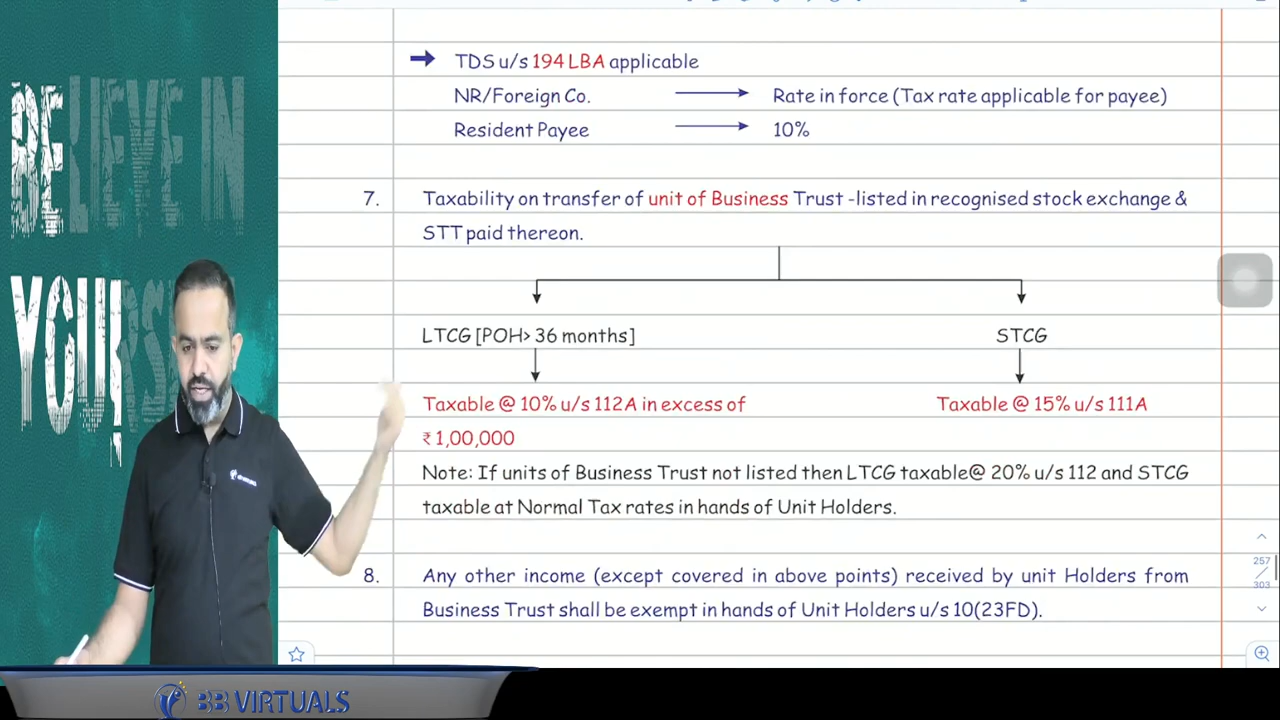 BELIEVE IN
YOURS
TDS u/s 194 LBA applicable
NR/Foreign Co. Rate in force (Tax rate applicable for payee)
Resident Payee 10%
7. Taxability on transfer of unit of Business Trust -listed in recognised stock exchange &
STT paid thereon.
LTCG [POH> 36 months] STCG
Taxable @ 10% u/s 112A in excess of Taxable @ 15% u/s 111A
₹ 1,00,000
Note: If units of Business Trust not listed then LTCG taxable@ 20% u/s 112 and STCG
taxable at Normal Tax rates in hands of Unit Holders.
8. Any other income (except covered in above points) received by unit Holders from
Business Trust shall be exempt in hands of Unit Holders u/s 10(23FD).
257
303
BB VIRTUALS